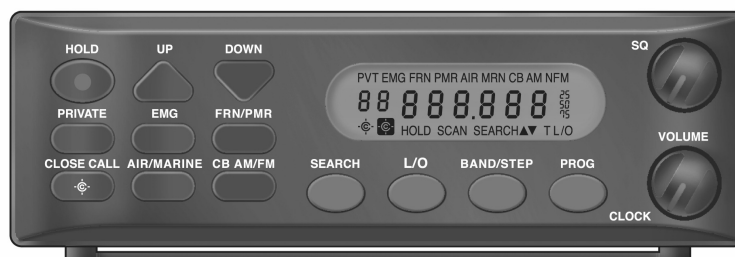 HOLD UP DOWN
PRIVATE EMG FRN/PMR
CLOSE CALL AIR/MARINE CB AM/FM
PVT EMG FRN PMR AIR MRN CB AM NFM
88 888.888 25 50 75
HOLD SCAN SEARCH▲▼ T L/O
SEARCH L/O BAND/STEP PROG
SQ
VOLUME
CLOCK